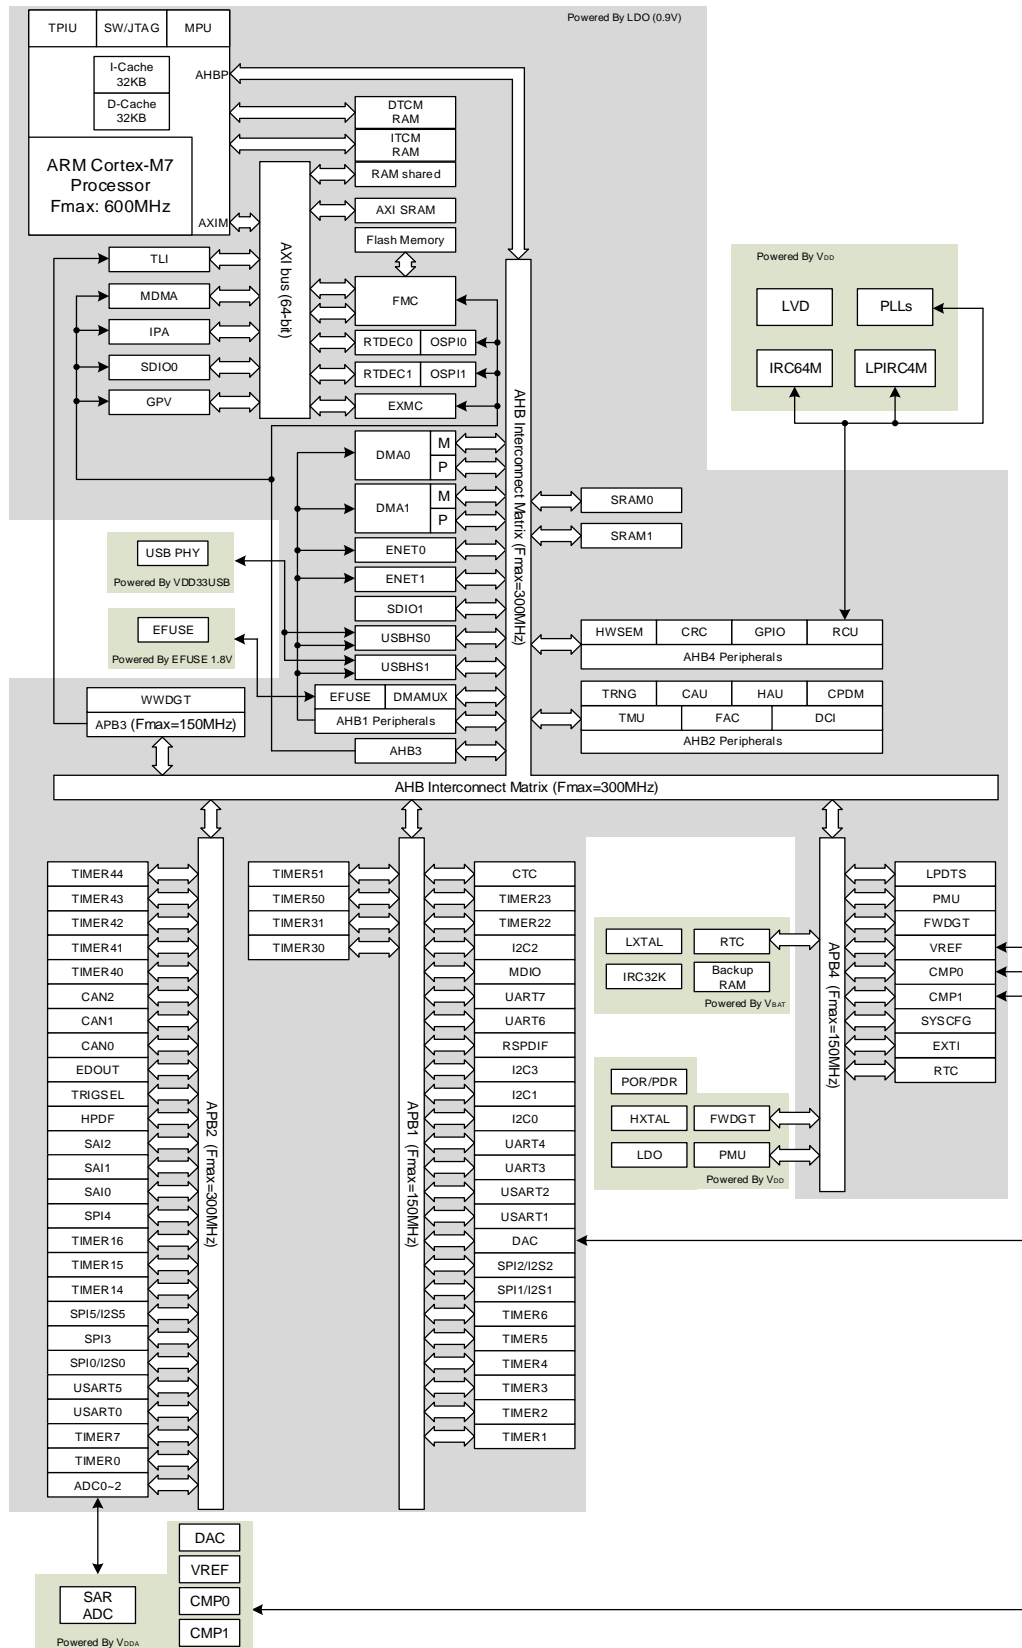 Powered By LDO (0.9V)
TPIU
SW/JTAG
MPU
I-Cache
32KB
D-Cache
32KB
AHBP
ARM Cortex-M7
Processor
Fmax: 600MHz
AXIM
DTCM
RAM
ITCM
RAM
RAM shared
AXI SRAM
Flash Memory
FMC
RTDEC0
OSPI0
RTDEC1
OSPI1
EXMC
AXI bus (64-bit)
TLI
MDMA
IPA
SDIO0
GPV
Powered By VDD
LVD
PLLs
IRC64M
LPIRC4M
AHB Interconnect Matrix (Fmax=300MHz)
DMA0
M
P
DMA1
M
P
ENET0
ENET1
SDIO1
USBHS0
USBHS1
EFUSE
DMAMUX
AHB1 Peripherals
AHB3
SRAM0
SRAM1
USB PHY
Powered By VDD33USB
EFUSE
Powered By EFUSE 1.8V
HWSEM
CRC
GPIO
RCU
AHB4 Peripherals
TRNG
CAU
HAU
CPDM
TMU
FAC
DCI
AHB2 Peripherals
WWDGT
APB3 (Fmax=150MHz)
AHB Interconnect Matrix (Fmax=300MHz)
TIMER44
TIMER43
TIMER42
TIMER41
TIMER40
CAN2
CAN1
CAN0
EDOUT
TRIGSEL
HPDF
SAI2
SAI1
SAI0
SPI4
TIMER16
TIMER15
TIMER14
SPI5/I2S5
SPI3
SPI0/I2S0
USART5
USART0
TIMER7
TIMER0
ADC0~2
APB2 (Fmax=300MHz)
TIMER51
TIMER50
TIMER31
TIMER30
APB1 (Fmax=150MHz)
CTC
TIMER23
TIMER22
I2C2
MDIO
UART7
UART6
RSPDIF
I2C3
I2C1
I2C0
UART4
UART3
USART2
USART1
DAC
SPI2/I2S2
SPI1/I2S1
TIMER6
TIMER5
TIMER4
TIMER3
TIMER2
TIMER1
LXTAL
RTC
IRC32K
Backup
RAM
Powered By VBAT
POR/PDR
HXTAL
FWDGT
LDO
PMU
Powered By VDD
APB4 (Fmax=150MHz)
LPDTS
PMU
FWDGT
VREF
CMP0
CMP1
SYSCFG
EXTI
RTC
SAR
ADC
Powered By VDDA
DAC
VREF
CMP0
CMP1